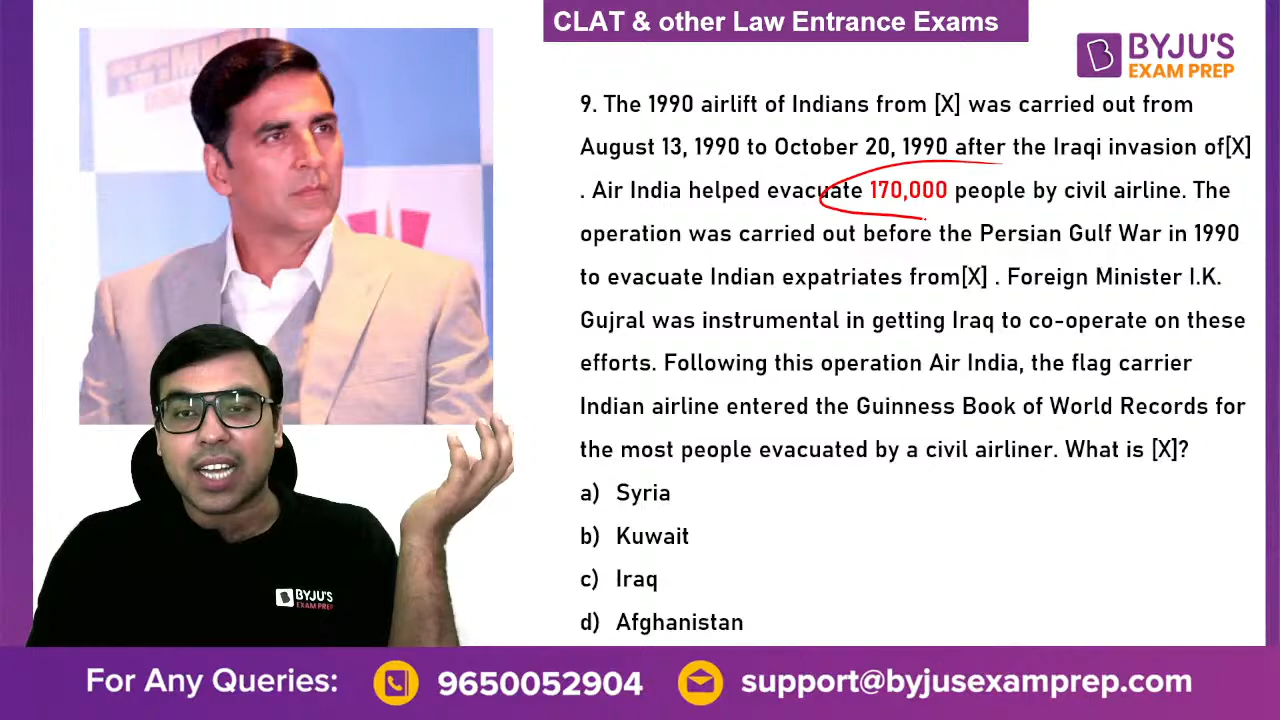 CLAT & other Law Entrance Exams
BYJU'S
EXAM PREP
9. The 1990 airlift of Indians from [X] was carried out from
August 13, 1990 to October 20, 1990 after the Iraqi invasion of[X]
. Air India helped evacuate 170,000 people by civil airline. The
operation was carried out before the Persian Gulf War in 1990
to evacuate Indian expatriates from[X] . Foreign Minister I.K.
Gujral was instrumental in getting Iraq to co-operate on these
efforts. Following this operation Air India, the flag carrier
Indian airline entered the Guinness Book of World Records for
the most people evacuated by a civil airliner. What is [X]?
a) Syria
b) Kuwait
c) Iraq
d) Afghanistan
BYJU'S
EXAM PREP
For Any Queries: 9650052904 support@byjusexamprep.com